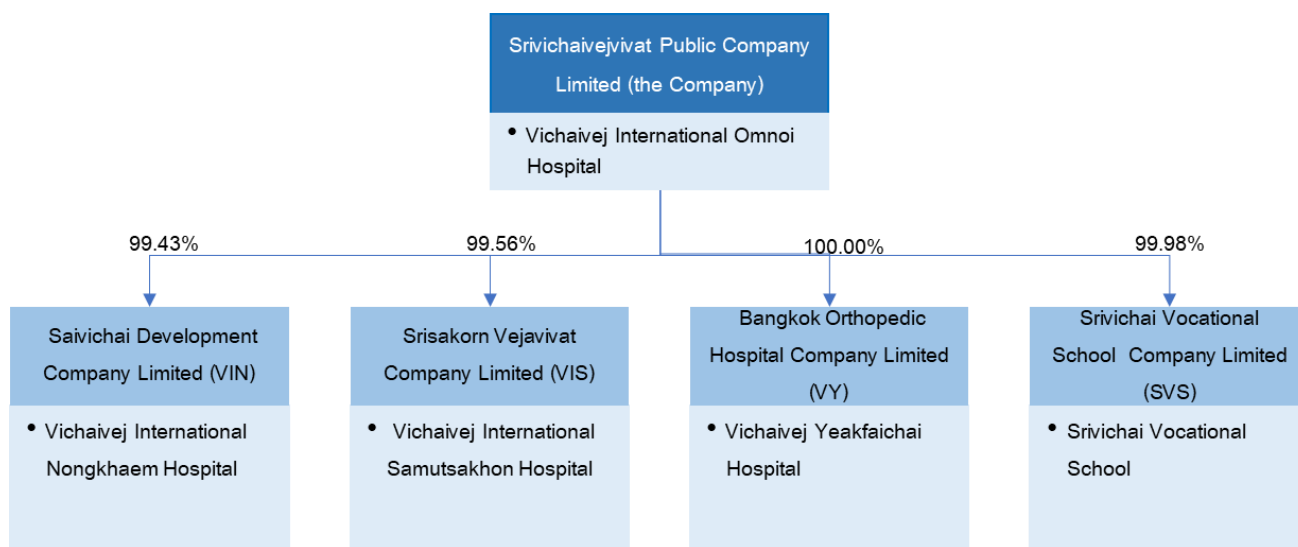 Srivichaivejvivat Public Company
Limited (the Company)
• Vichaivej International Omnoi
Hospital
99.43%
99.56%
100.00%
99.98%
Saivichai Development
Company Limited (VIN)
• Vichaivej International
Nongkhaem Hospital
Srisakorn Vejavivat
Company Limited (VIS)
• Vichaivej International
Samutsakhon Hospital
Bangkok Orthopedic
Hospital Company Limited
(VY)
• Vichaivej Yeakfaichai
Hospital
Srivichai Vocational
School Company Limited
(SVS)
• Srivichai Vocational
School